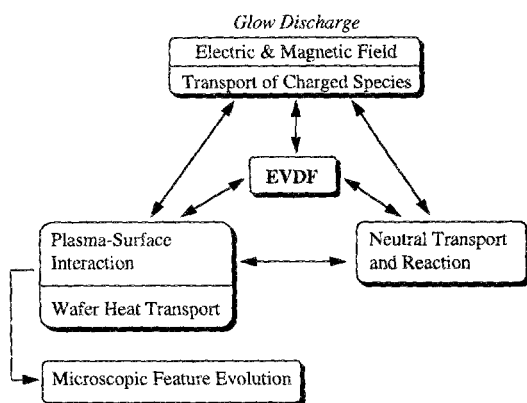 Glow Discharge
Electric & Magnetic Field
Transport of Charged Species
EVDF
Plasma-Surface
Interaction
Wafer Heat Transport
Neutral Transport
and Reaction
Microscopic Feature Evolution